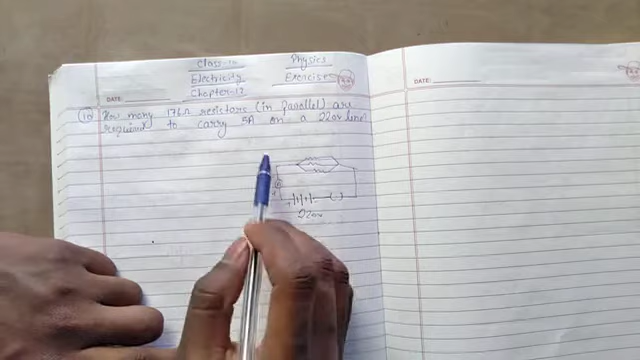 Class-10 Physics
Electricity Exercise
Chapter-12
DATE:
DATE:
10 How many 176Ω resistors (in parallel) are
required to carry 5A on a 220V line?
220V